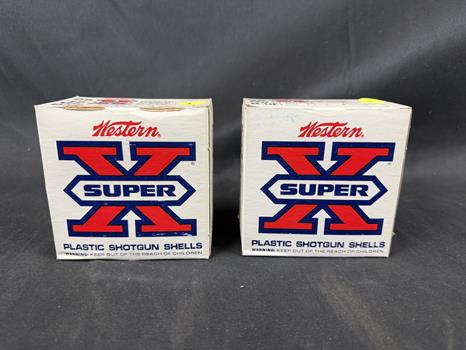 Western
X
SUPER
PLASTIC SHOTGUN SHELLS
WARNING: KEEP OUT OF THE REACH OF CHILDREN
Western
X
SUPER
PLASTIC SHOTGUN SHELLS
WARNING: KEEP OUT OF THE REACH OF CHILDREN